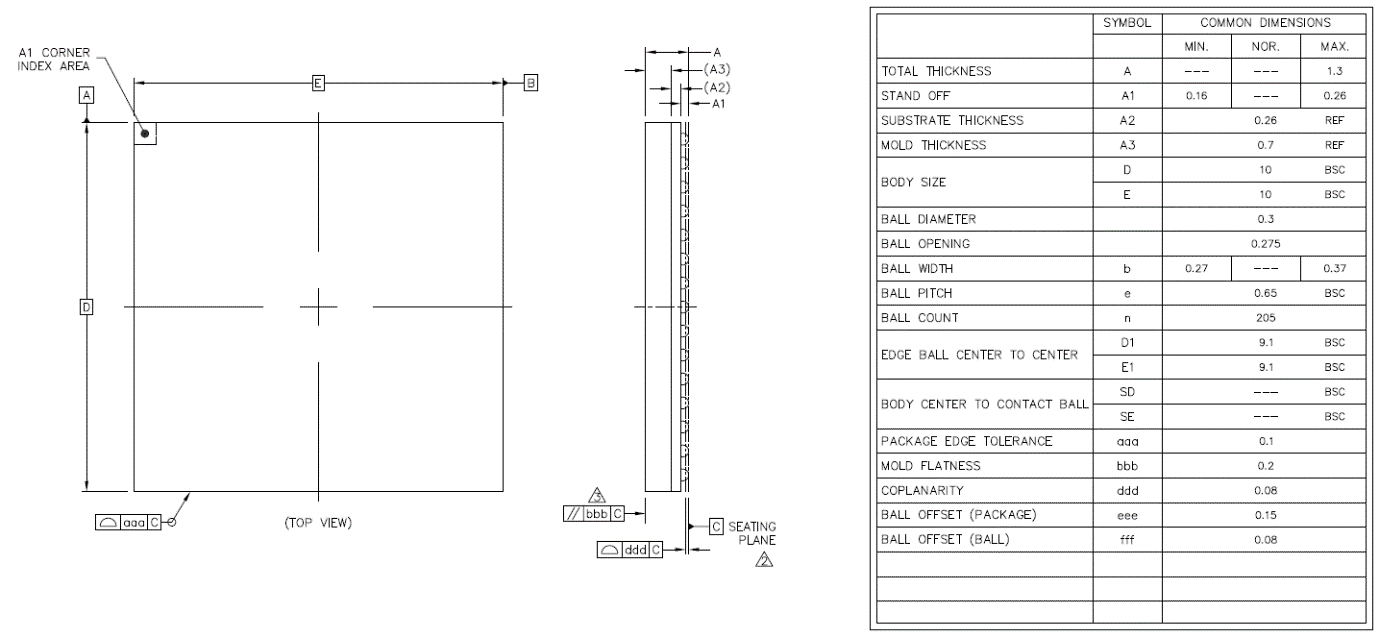 A1 CORNER
INDEX AREA
A
E
B
D
aaa C
(TOP VIEW)
A
(A3)
(A2)
A1
3
// bbb C
ddd C
C SEATING
PLANE
2
SYMBOL COMMON DIMENSIONS
MIN. NOR. MAX.
TOTAL THICKNESS A --- --- 1.3
STAND OFF A1 0.16 --- 0.26
SUBSTRATE THICKNESS A2 0.26 REF
MOLD THICKNESS A3 0.7 REF
BODY SIZE
D 10 BSC
E 10 BSC
BALL DIAMETER 0.3
BALL OPENING 0.275
BALL WIDTH b 0.27 --- 0.37
BALL PITCH e 0.65 BSC
BALL COUNT n 205
EDGE BALL CENTER TO CENTER
D1 9.1 BSC
E1 9.1 BSC
BODY CENTER TO CONTACT BALL
SD --- BSC
SE --- BSC
PACKAGE EDGE TOLERANCE aaa 0.1
MOLD FLATNESS bbb 0.2
COPLANARITY ddd 0.08
BALL OFFSET (PACKAGE) eee 0.15
BALL OFFSET (BALL) fff 0.08